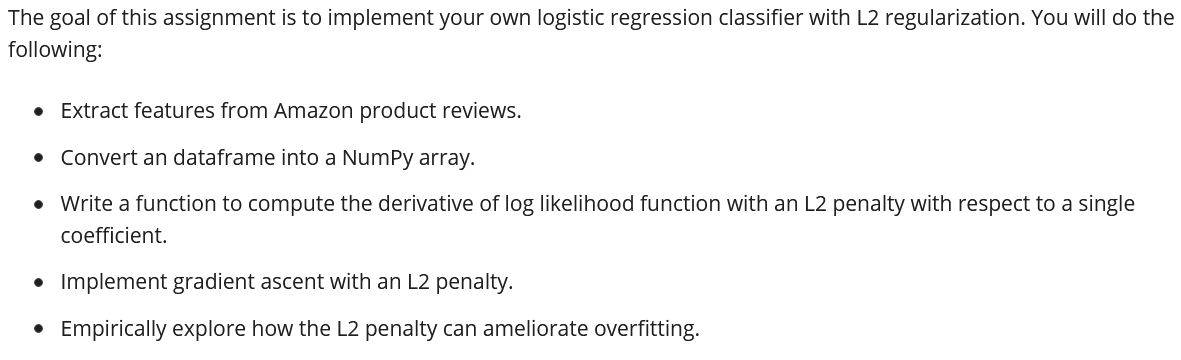 The goal of this assignment is to implement your own logistic regression classifier with L2 regularization. You will do the
following:
• Extract features from Amazon product reviews.
• Convert an dataframe into a NumPy array.
• Write a function to compute the derivative of log likelihood function with an L2 penalty with respect to a single
coefficient.
• Implement gradient ascent with an L2 penalty.
• Empirically explore how the L2 penalty can ameliorate overfitting.